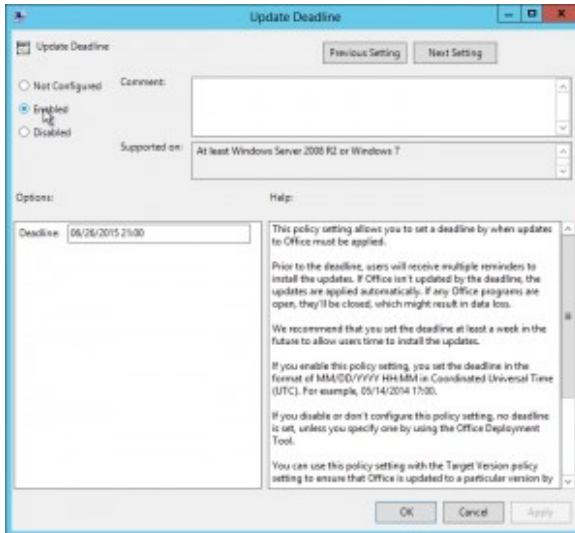 Update Deadline
Update Deadline
Previous Setting
Next Setting
Not Configured
Comment:
Enabled
Disabled
Supported on:
At least Windows Server 2008 R2 or Windows 7
Options:
Help:
Deadline: 06/26/2015 21:00
This policy setting allows you to set a deadline by when updates
to Office must be applied.
Prior to the deadline, users will receive multiple reminders to
install the updates. If Office isn't updated by the deadline, the
updates are applied automatically. If any Office programs are
open, they'll be closed, which might result in data loss.
We recommend that you set the deadline at least a week in the
future to allow users time to install the updates.
If you enable this policy setting, you set the deadline in the
format of MM/DD/YYYY HH:MM in Coordinated Universal Time
(UTC). For example, 05/14/2014 17:00.
If you disable or don't configure this policy setting, no deadline
is set, unless you specify one by using the Office Deployment
Tool.
You can use this policy setting with the Target Version policy
setting to ensure that Office is updated to a particular version by
OK
Cancel
Apply